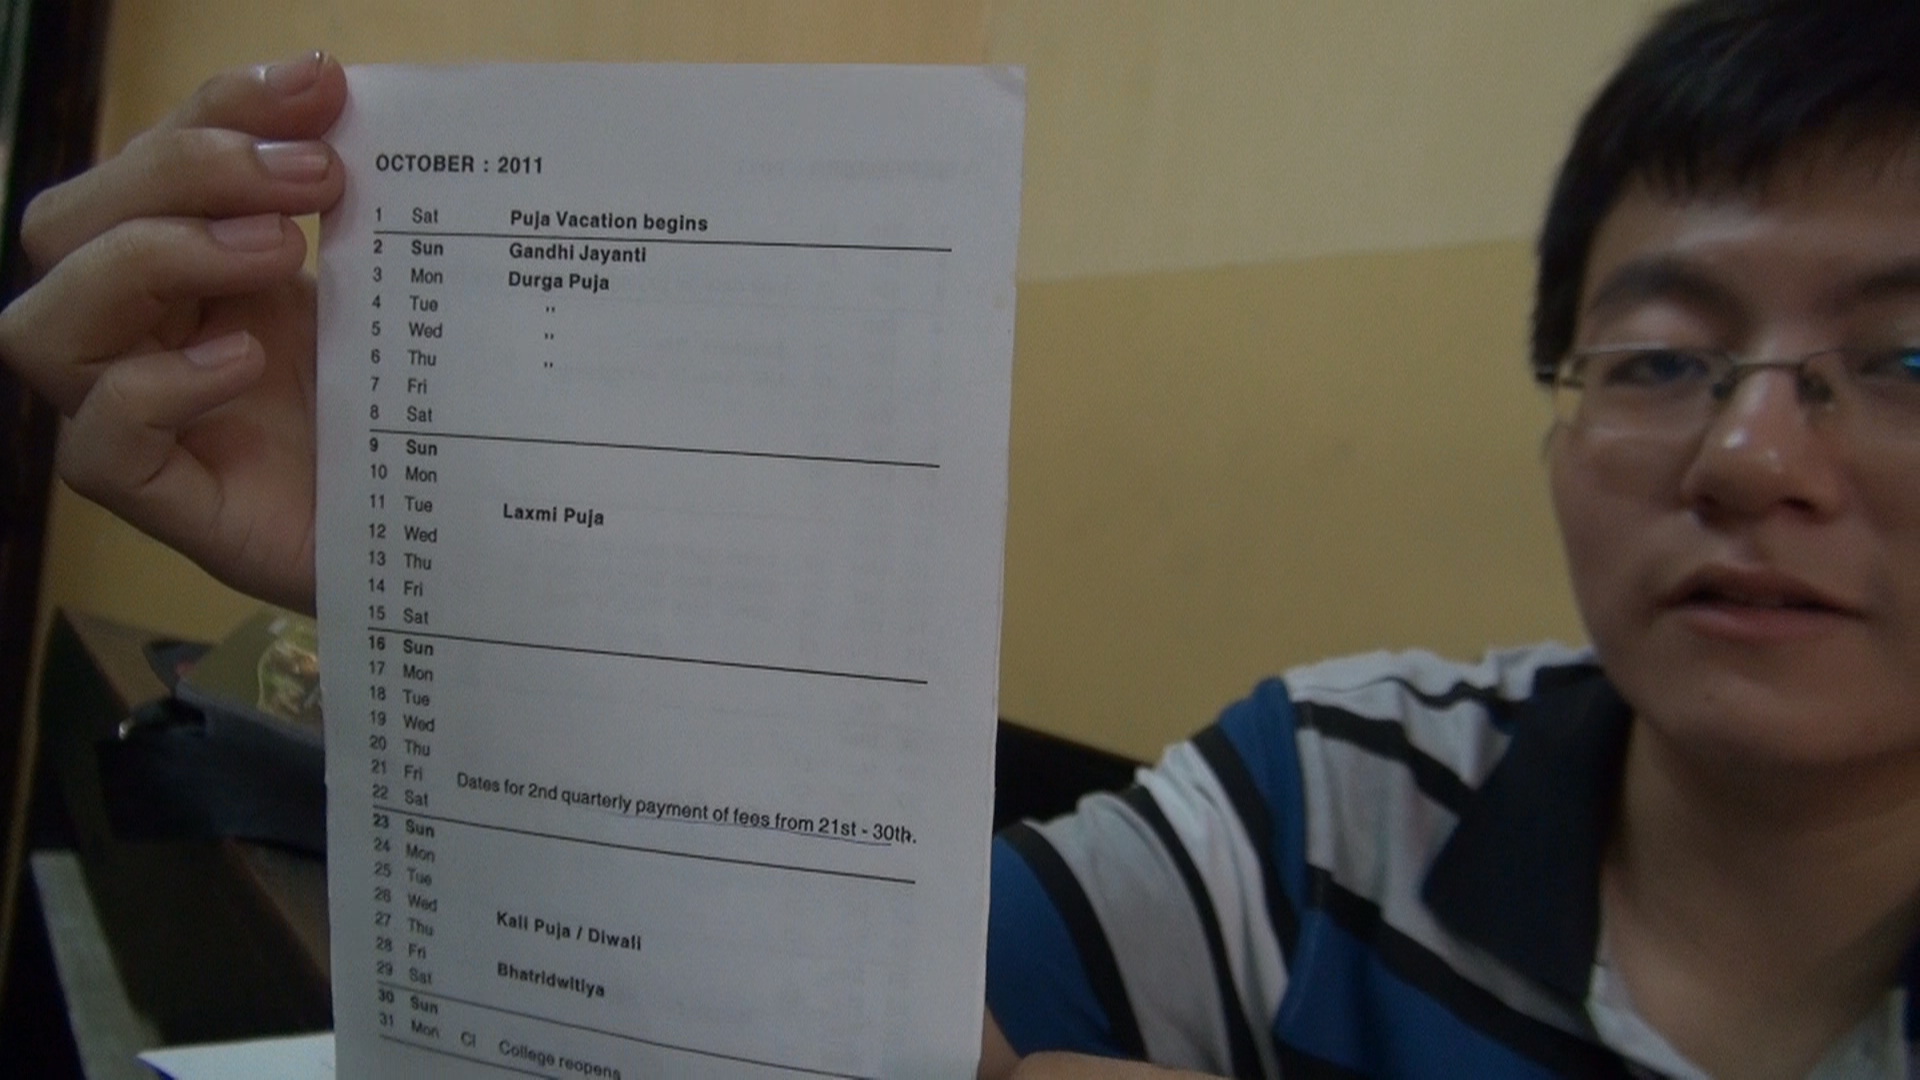 OCTOBER : 2011
1 Sat Puja Vacation begins
2 Sun Gandhi Jayanti
3 Mon Durga Puja
4 Tue ,,
5 Wed ,,
6 Thu ,,
7 Fri
8 Sat
9 Sun
10 Mon
11 Tue Laxmi Puja
12 Wed
13 Thu
14 Fri
15 Sat
16 Sun
17 Mon
18 Tue
19 Wed
20 Thu
21 Fri Dates for 2nd quarterly payment of fees from 21st - 30th.
22 Sat
23 Sun
24 Mon
25 Tue
26 Wed Kali Puja / Diwali
27 Thu
28 Fri Bhatridwitiya
29 Sat
30 Sun
31 Mon CI College reopens